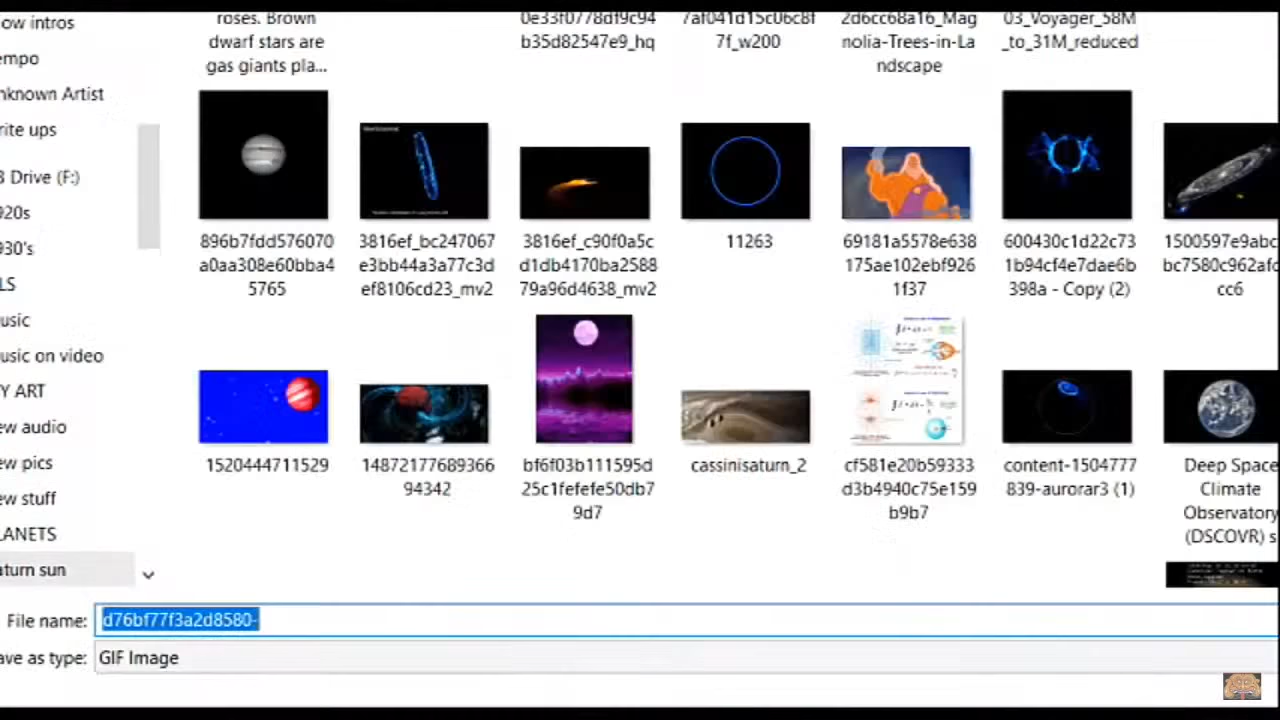 ow intros
empo
nknown Artist
rite ups
B Drive (F:)
920s
930's
LS
usic
usic on video
Y ART
ew audio
ew pics
ew stuff
LANETS
aturn sun
roses. Brown
dwarf stars are
gas giants pla...
0e33f0778df9c94
b35d82547e9_hq
7af041d15c06c8f
7f_w200
2d6cc68a16_Mag
nolia-Trees-in-La
ndscape
03_Voyager_58M
_to_31M_reduced
896b7fdd576070
a0aa308e60bba4
5765
3816ef_bc247067
e3bb44a3a77c3d
ef8106cd23_mv2
3816ef_c90f0a5c
d1db4170ba2588
79a96d4638_mv2
11263
69181a5578e638
175ae102ebf926
1f37
600430c1d22c73
1b94cf4e7dae6b
398a - Copy (2)
1500597e9abc
bc7580c962afc
cc6
1520444711529
14872177689366
94342
bf6f03b111595d
25c1fefefe50db7
9d7
cassinisaturn_2
cf581e20b59333
d3b4940c75e159
b9b7
content-1504777
839-aurorar3 (1)
Deep Space
Climate
Observatory
(DSCOVR) s
File name: d76bf77f3a2d8580-
ave as type: GIF Image